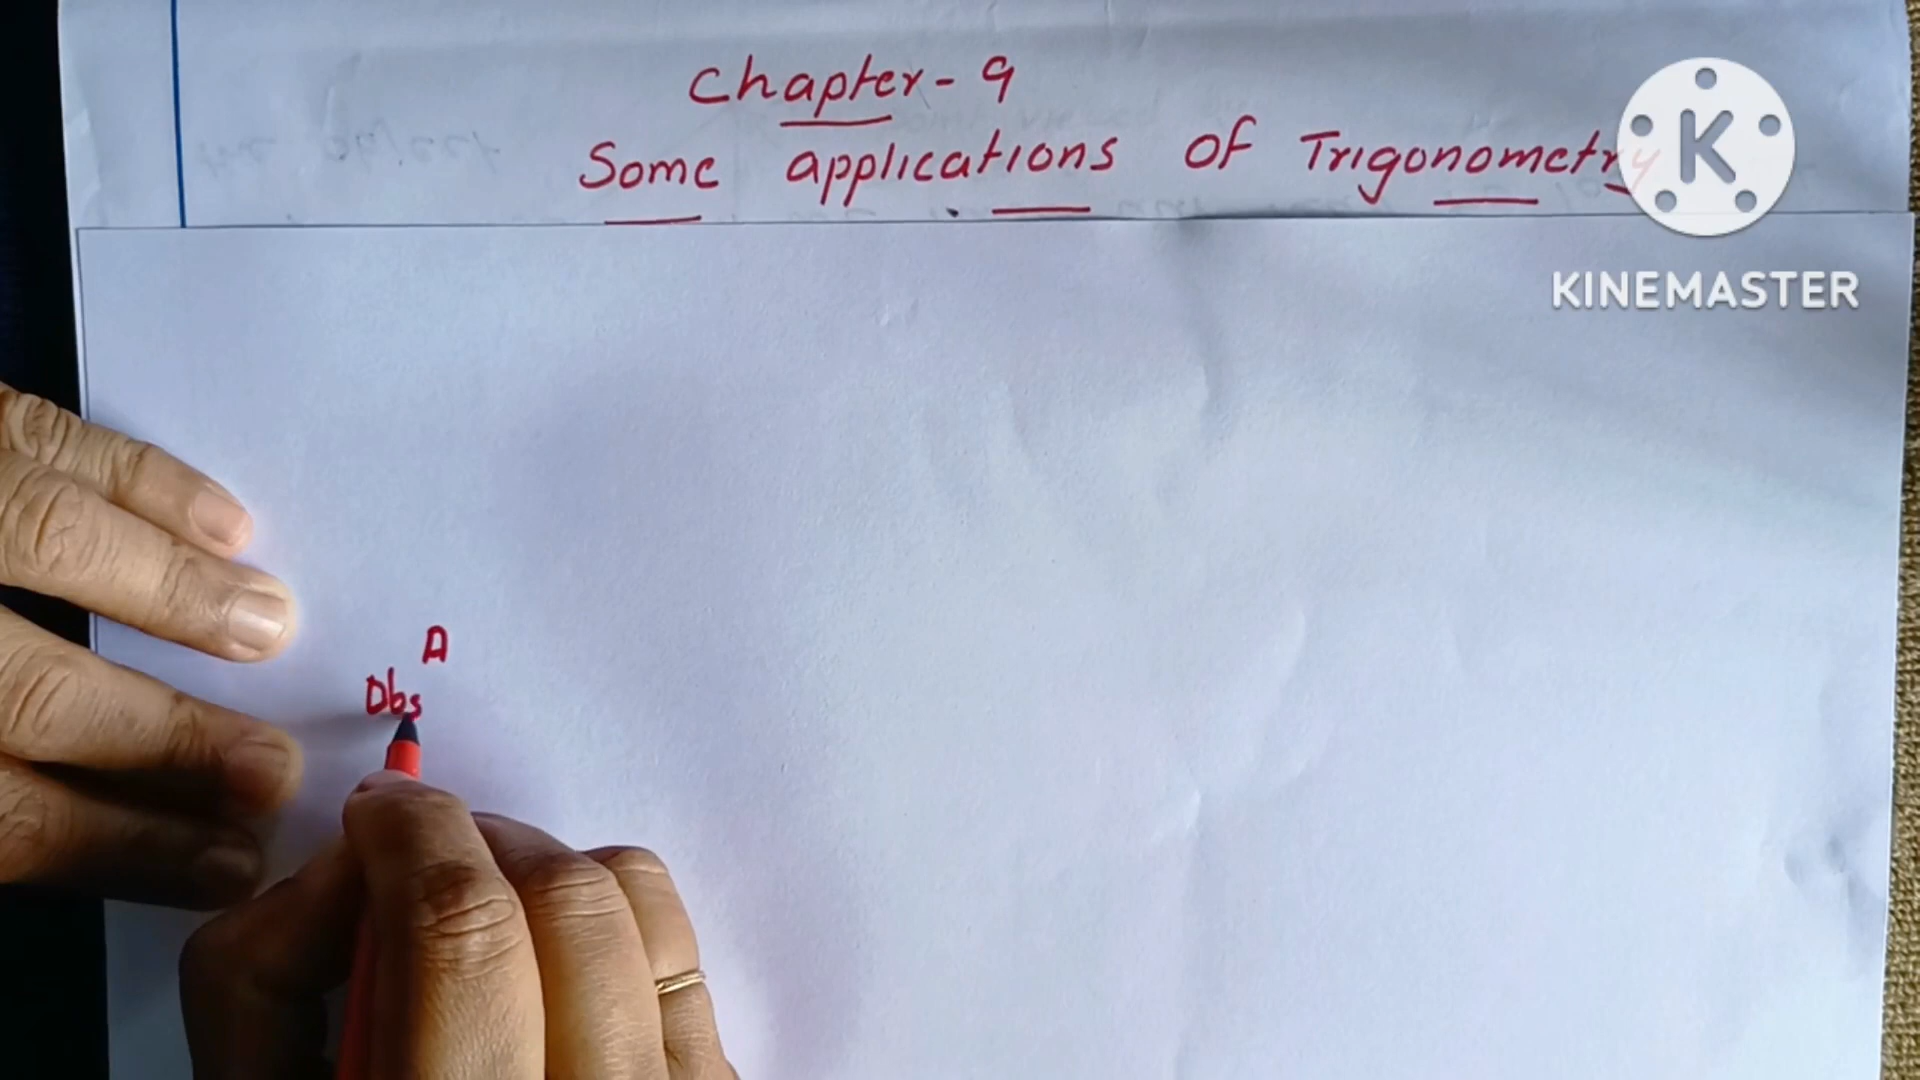 Chapter - 9
Some applications of Trigonometry
K
KINEMASTER
A
Obs